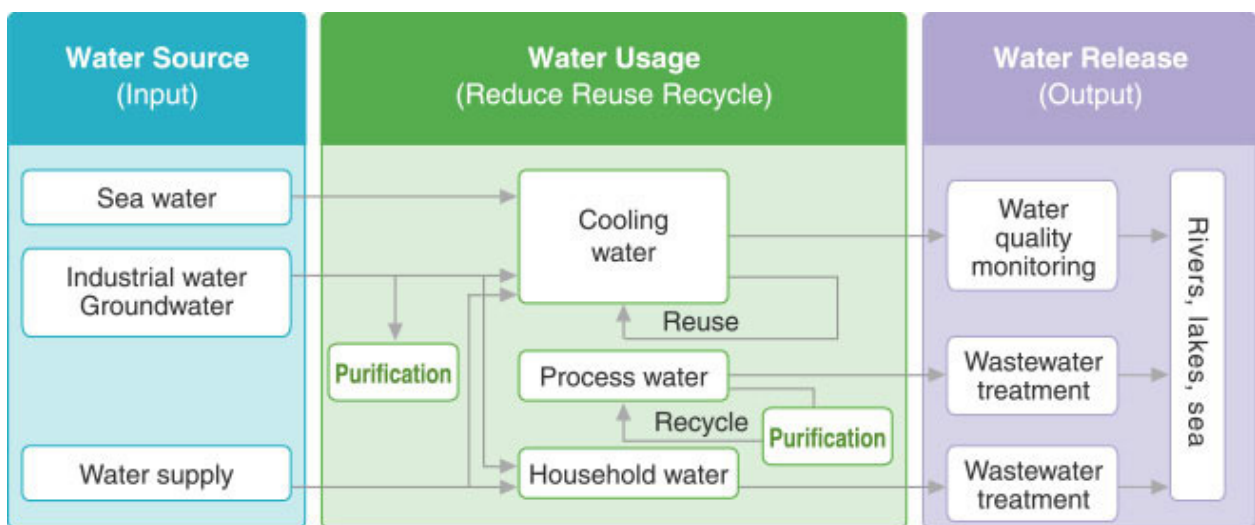 Water Source
(Input)
Water Usage
(Reduce Reuse Recycle)
Water Release
(Output)
Sea water
Industrial water
Groundwater
Water supply
Purification
Cooling
water
Reuse
Process water
Recycle
Purification
Household water
Water
quality
monitoring
Wastewater
treatment
Wastewater
treatment
Rivers, lakes, sea